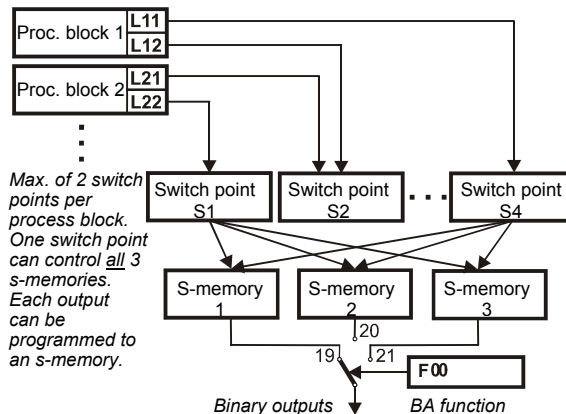 Proc. block 1
L11
L12
Proc. block 2
L21
L22
Max. of 2 switch
points per
process block.
One switch point
can control all 3
s-memories.
Each output
can be
programmed to
an s-memory.
Switch point
S1
Switch point
S2
Switch point
S4
S-memory
1
S-memory
2
S-memory
3
20
19
21
F00
Binary outputs
BA function